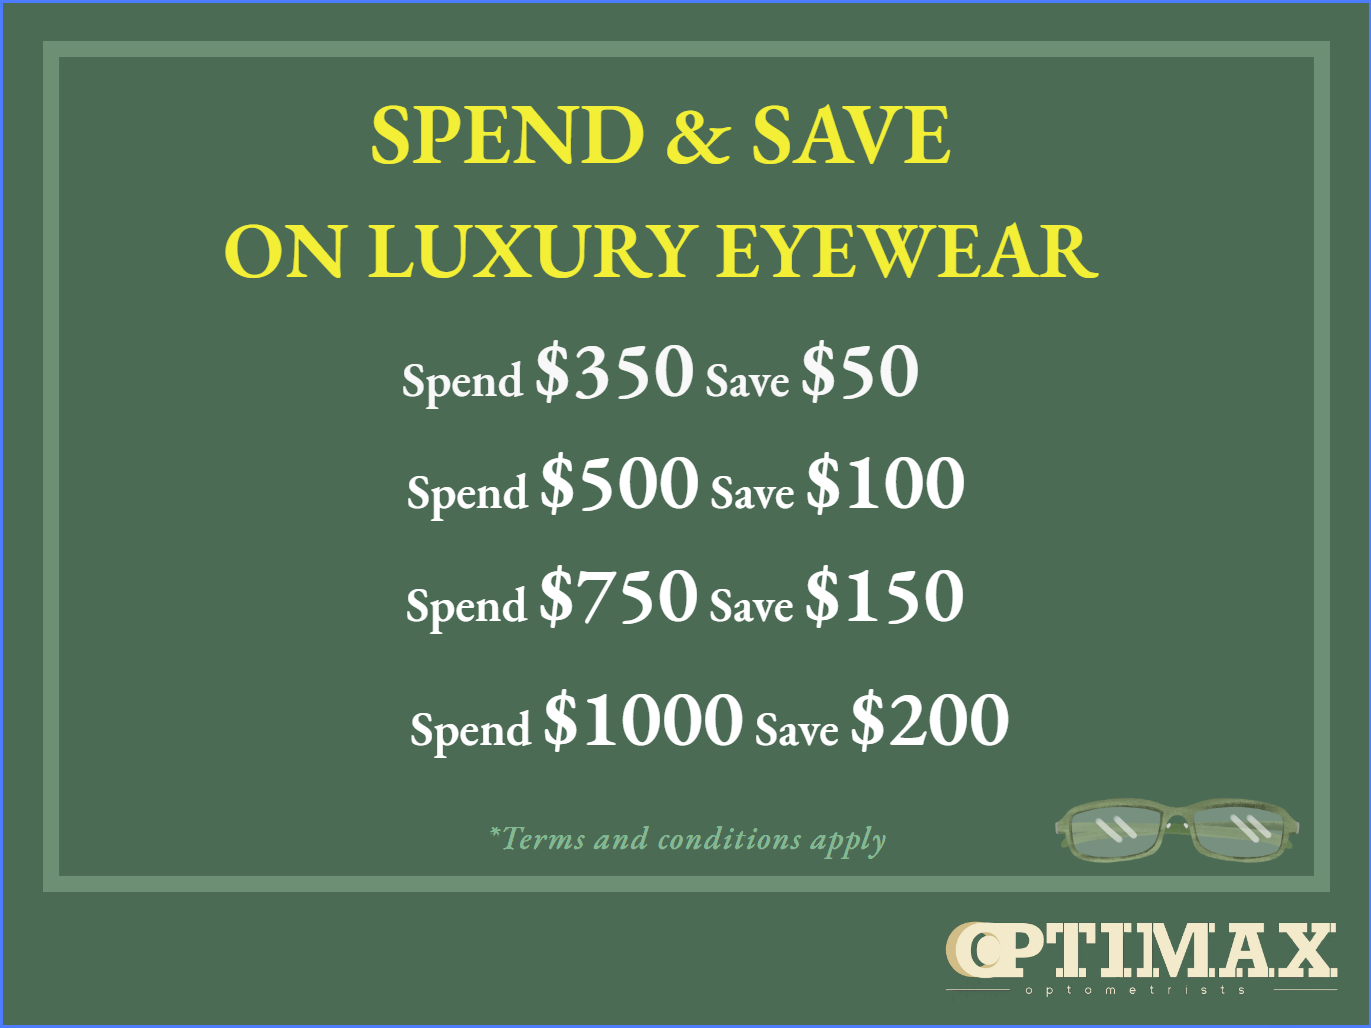 SPEND & SAVE
ON LUXURY EYEWEAR
Spend $350 Save $50
Spend $500 Save $100
Spend $750 Save $150
Spend $1000 Save $200
*Terms and conditions apply
OPTIMAX
optometrists